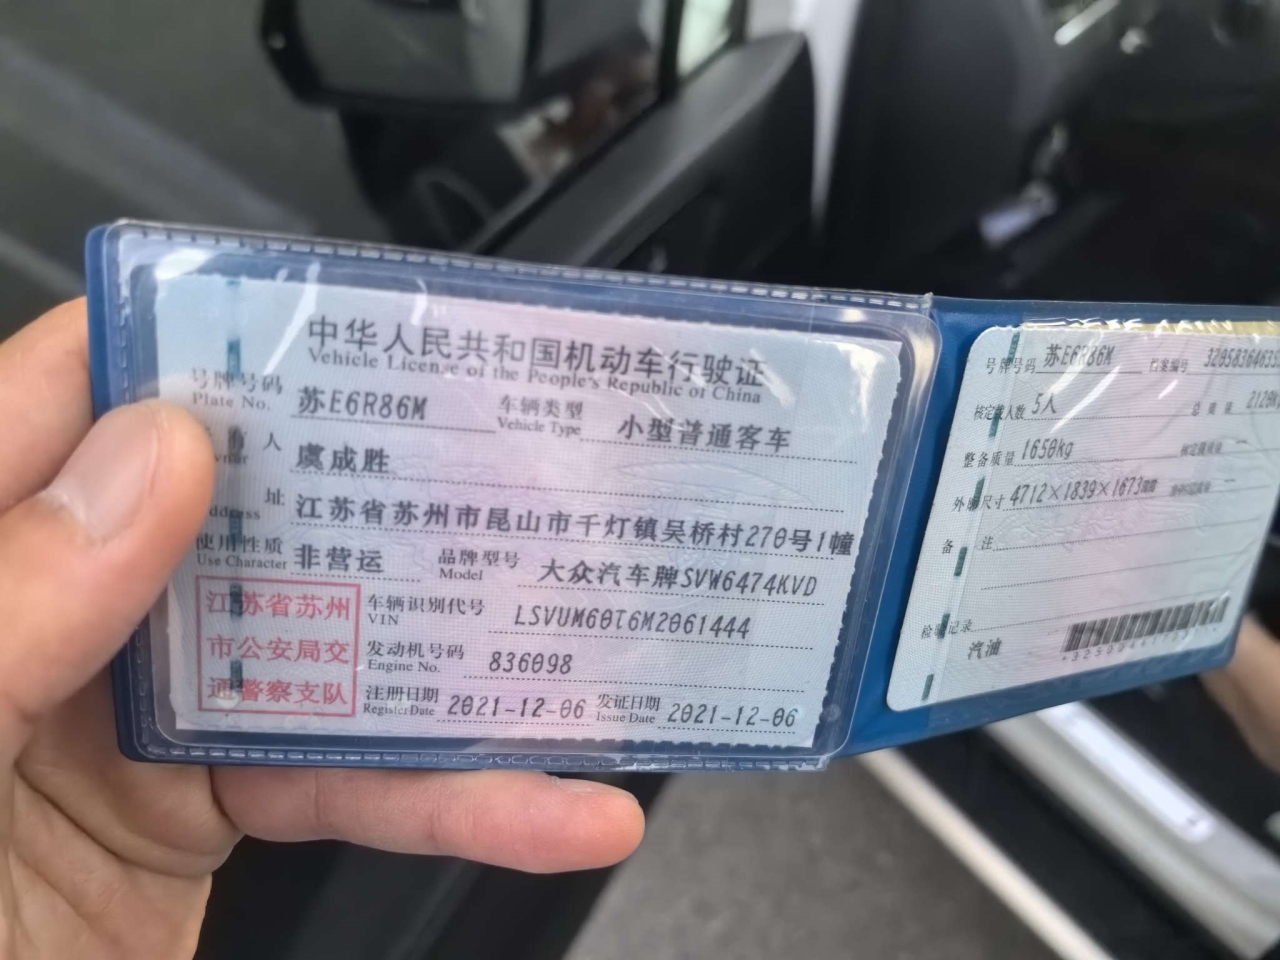 中华人民共和国机动车行驶证
Vehicle License of the People's Republic of China
号牌号码 苏E6R86M 车辆类型 小型普通客车
Plate No. Vehicle Type
人 虞成胜
址 江苏省苏州市昆山市千灯镇吴桥村270号1幢
使用性质 非营运 品牌型号 大众汽车牌SVW6474KVD
Use Character Model
江苏省苏州
市公安局交
通警察支队
车辆识别代号 LSVUM60T6M2061444
VIN
发动机号码 836098
Engine No.
注册日期 2021-12-06 发证日期 2021-12-06
Register Date Issue Date
号牌号码 苏E6R86M 档案编号
核定载人数 5人 总质量
整备质量 1650kg 核定载质量 --
外廓尺寸 4712×1839×1673mm --
备 注
检验记录
汽油